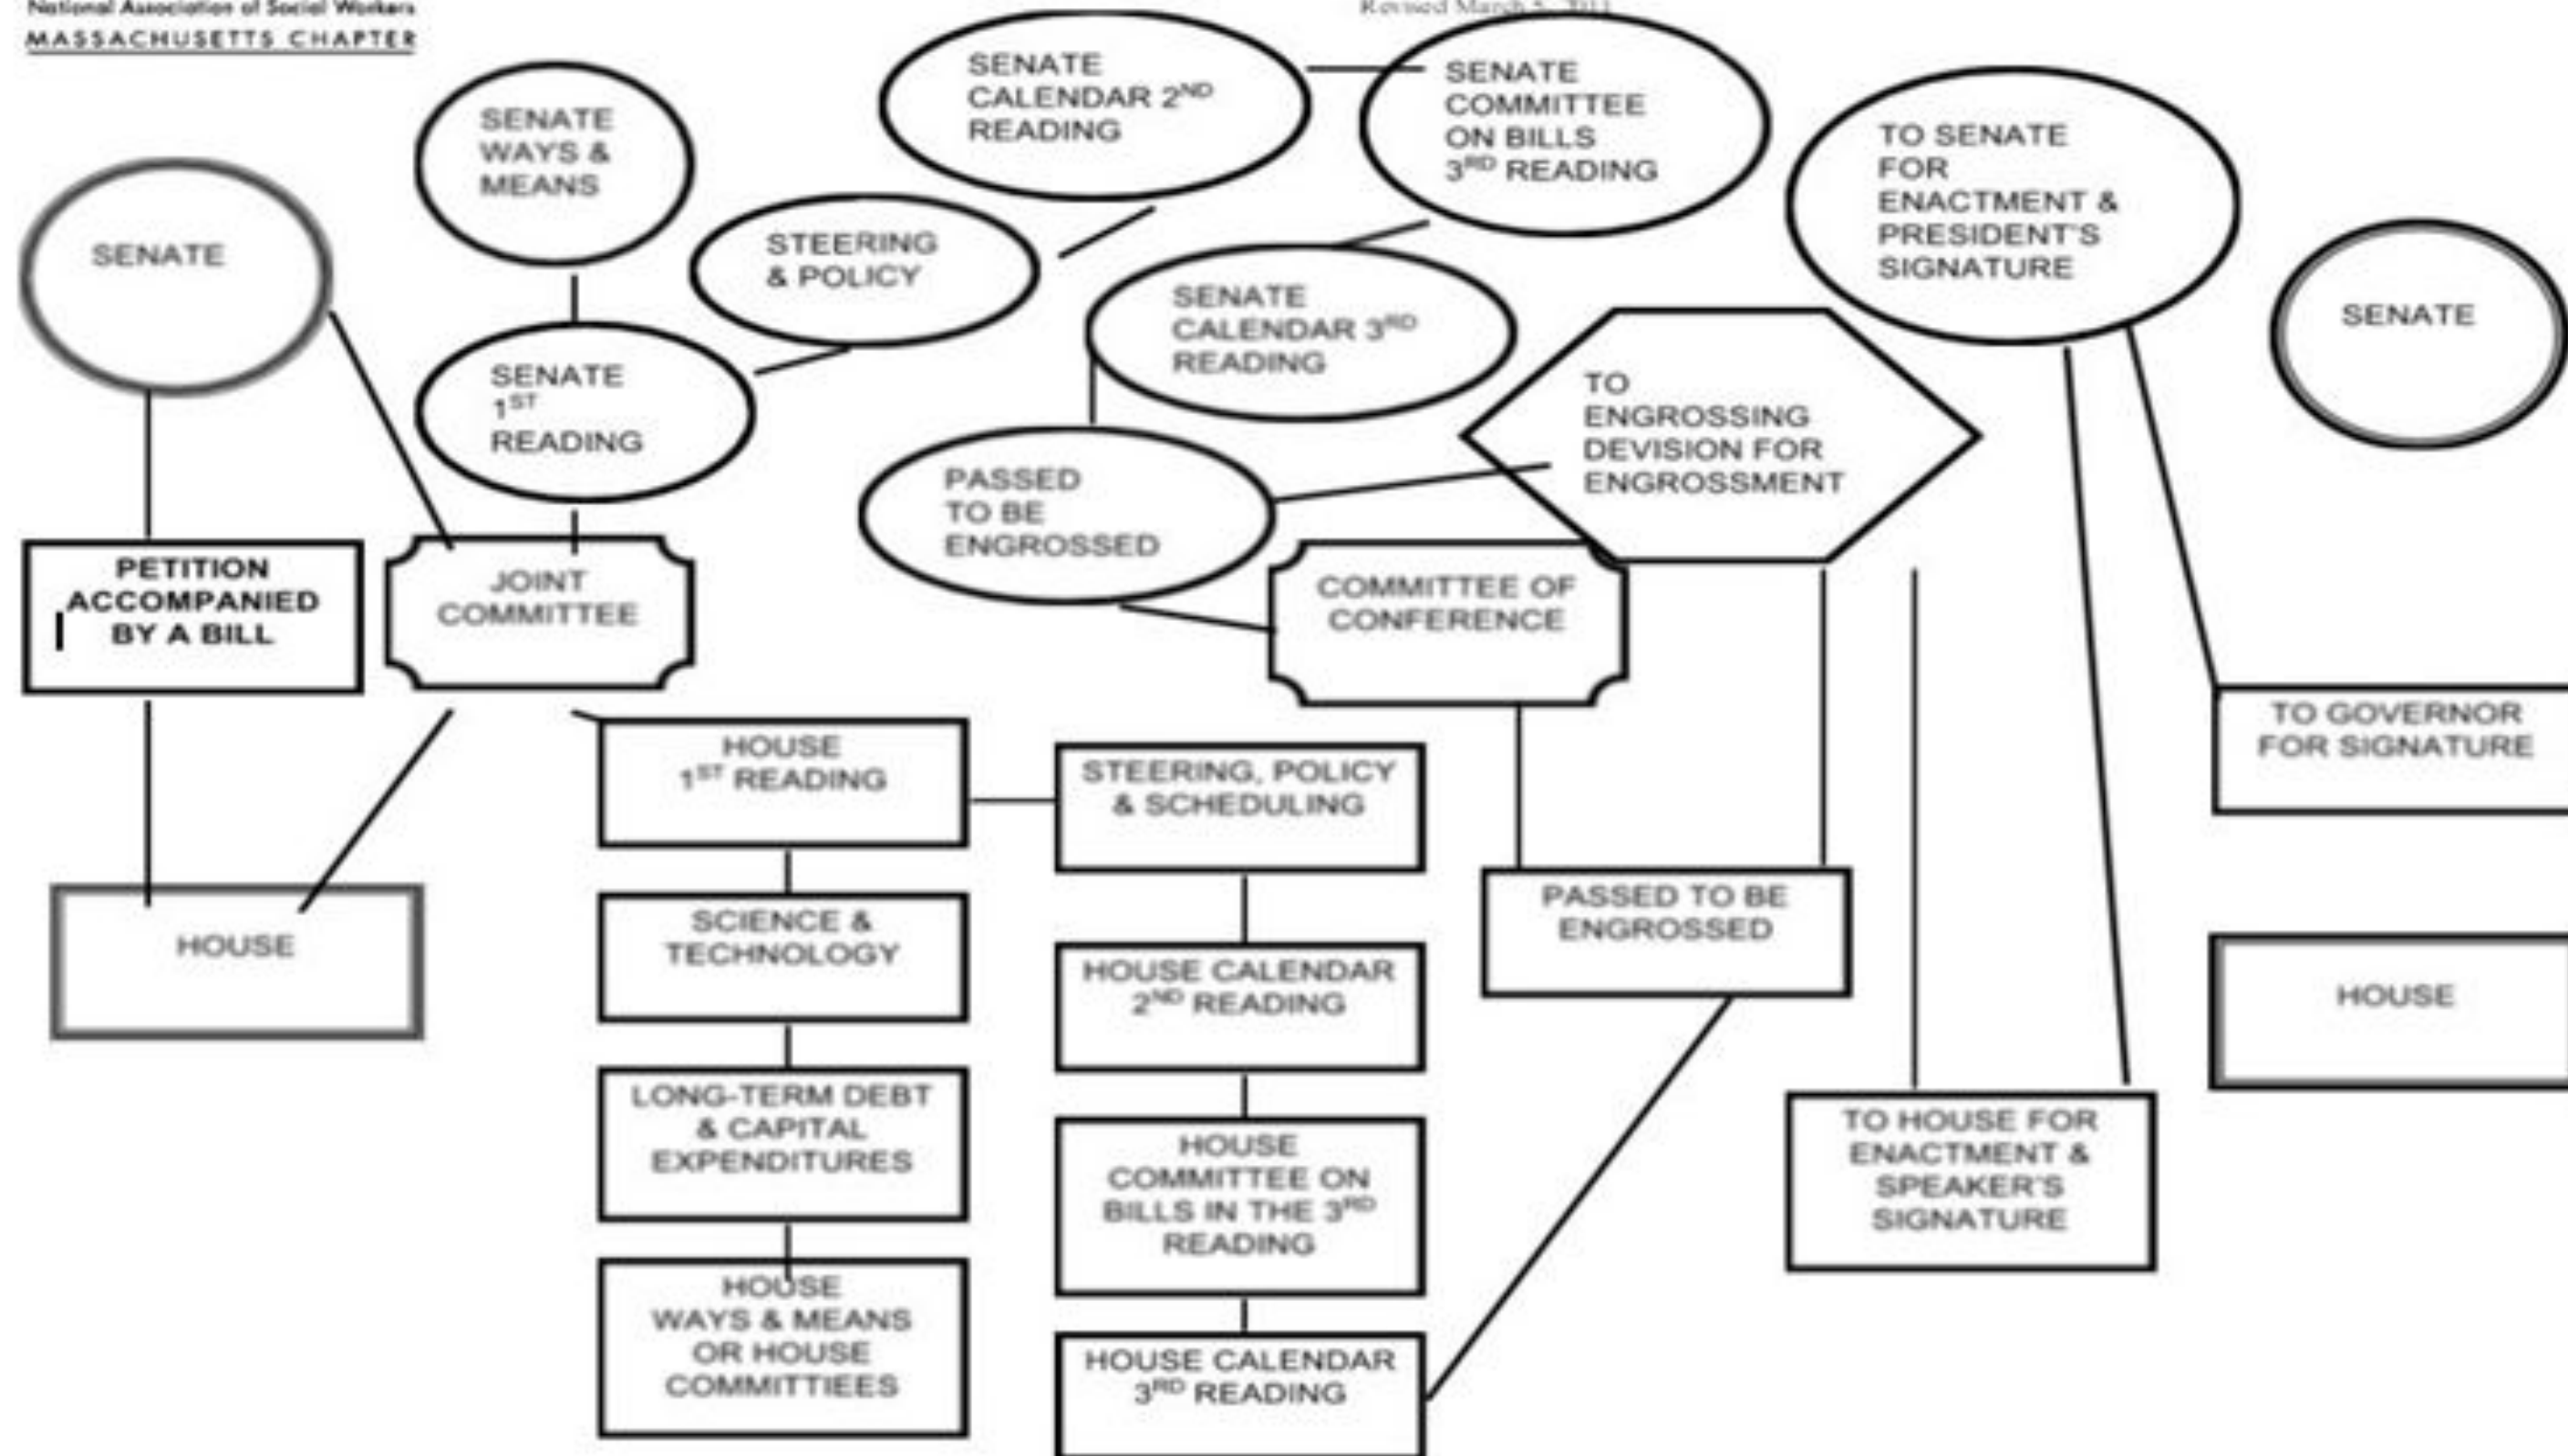 National Association of Social Workers
MASSACHUSETTS CHAPTER
Revised March 5, 2011
SENATE
CALENDAR 2ND
READING
SENATE
COMMITTEE
ON BILLS
3RD READING
SENATE
WAYS &
MEANS
TO SENATE
FOR
ENACTMENT &
PRESIDENT'S
SIGNATURE
SENATE
STEERING
& POLICY
SENATE
CALENDAR 3RD
READING
SENATE
SENATE
1ST
READING
TO
ENGROSSING
DEVISION FOR
ENGROSSMENT
PASSED
TO BE
ENGROSSED
PETITION
ACCOMPANIED
BY A BILL
JOINT
COMMITTEE
COMMITTEE OF
CONFERENCE
HOUSE
1ST READING
STEERING, POLICY
& SCHEDULING
TO GOVERNOR
FOR SIGNATURE
HOUSE
SCIENCE &
TECHNOLOGY
HOUSE CALENDAR
2ND READING
PASSED TO BE
ENGROSSED
HOUSE
LONG-TERM DEBT
& CAPITAL
EXPENDITURES
HOUSE
COMMITTEE ON
BILLS IN THE 3RD
READING
TO HOUSE FOR
ENACTMENT &
SPEAKER'S
SIGNATURE
HOUSE
WAYS & MEANS
OR HOUSE
COMMITTIEES
HOUSE CALENDAR
3RD READING